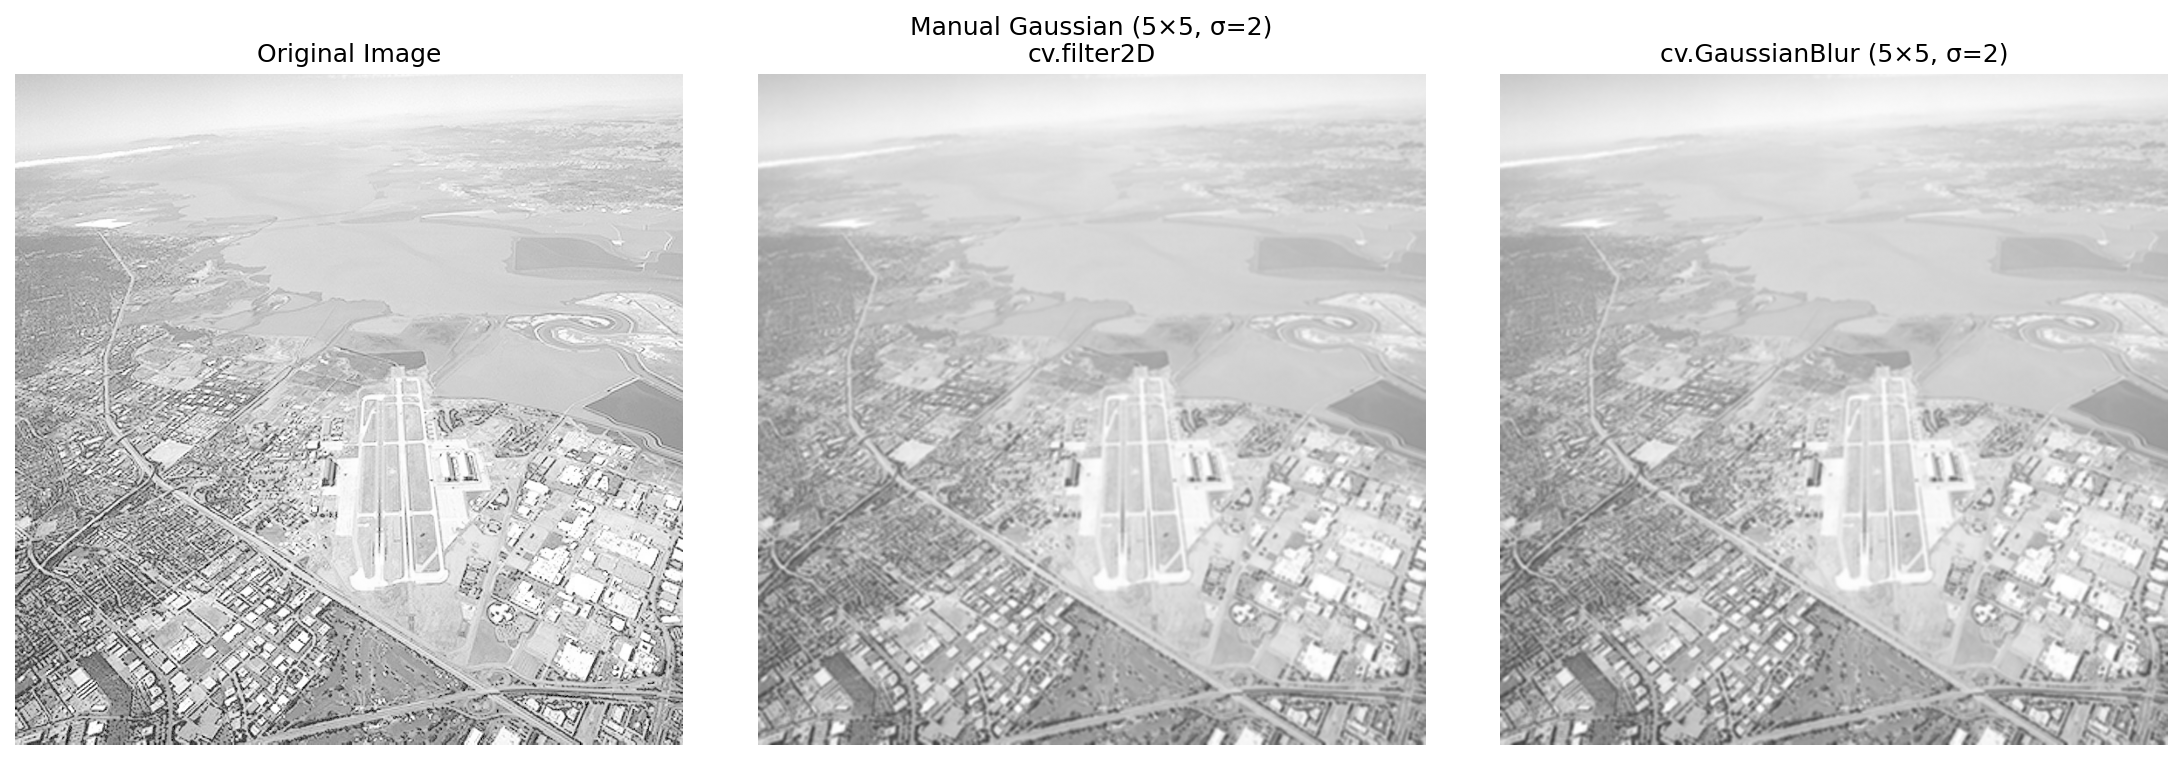 Original Image
Manual Gaussian (5×5, σ=2)
cv.filter2D
cv.GaussianBlur (5×5, σ=2)